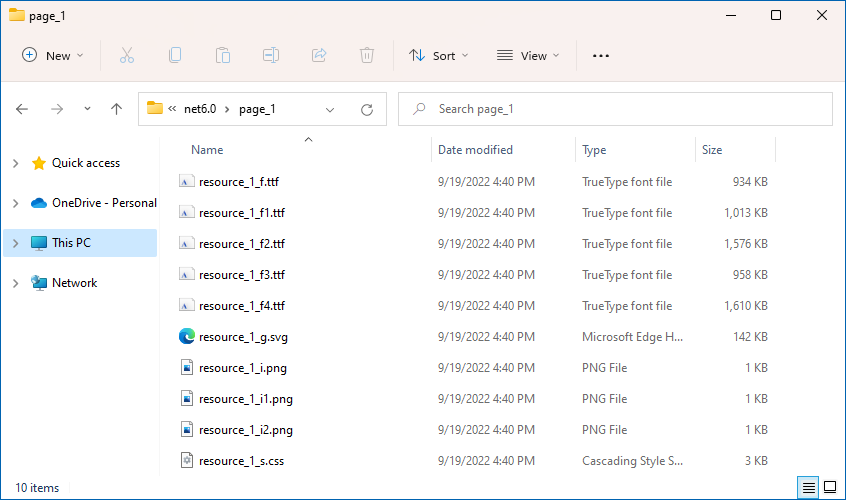 page_1
New Sort View
net6.0 page_1 Search page_1
Name Date modified Type Size
Quick access
OneDrive - Personal
This PC
Network
resource_1_f.ttf 9/19/2022 4:40 PM TrueType font file 934 KB
resource_1_f1.ttf 9/19/2022 4:40 PM TrueType font file 1,013 KB
resource_1_f2.ttf 9/19/2022 4:40 PM TrueType font file 1,576 KB
resource_1_f3.ttf 9/19/2022 4:40 PM TrueType font file 958 KB
resource_1_f4.ttf 9/19/2022 4:40 PM TrueType font file 1,610 KB
resource_1_g.svg 9/19/2022 4:40 PM Microsoft Edge H... 142 KB
resource_1_i.png 9/19/2022 4:40 PM PNG File 1 KB
resource_1_i1.png 9/19/2022 4:40 PM PNG File 1 KB
resource_1_i2.png 9/19/2022 4:40 PM PNG File 1 KB
resource_1_s.css 9/19/2022 4:40 PM Cascading Style S... 3 KB
10 items